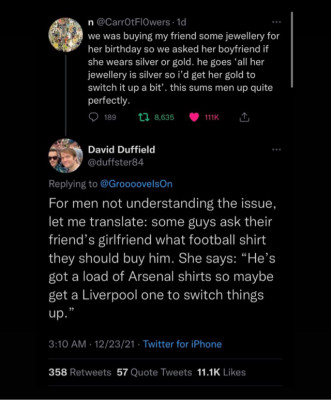 n @Carr0tFl0wers · 1d
we was buying my friend some jewellery for
her birthday so we asked her boyfriend if
she wears silver or gold. he goes 'all her
jewellery is silver so i'd get her gold to
switch it up a bit'. this sums men up quite
perfectly.
189 8,635 111K
David Duffield
@duffster84
Replying to @GroooovelsOn
For men not understanding the issue,
let me translate: some guys ask their
friend's girlfriend what football shirt
they should buy him. She says: "He's
got a load of Arsenal shirts so maybe
get a Liverpool one to switch things
up."
3:10 AM · 12/23/21 · Twitter for iPhone
358 Retweets 57 Quote Tweets 11.1K Likes